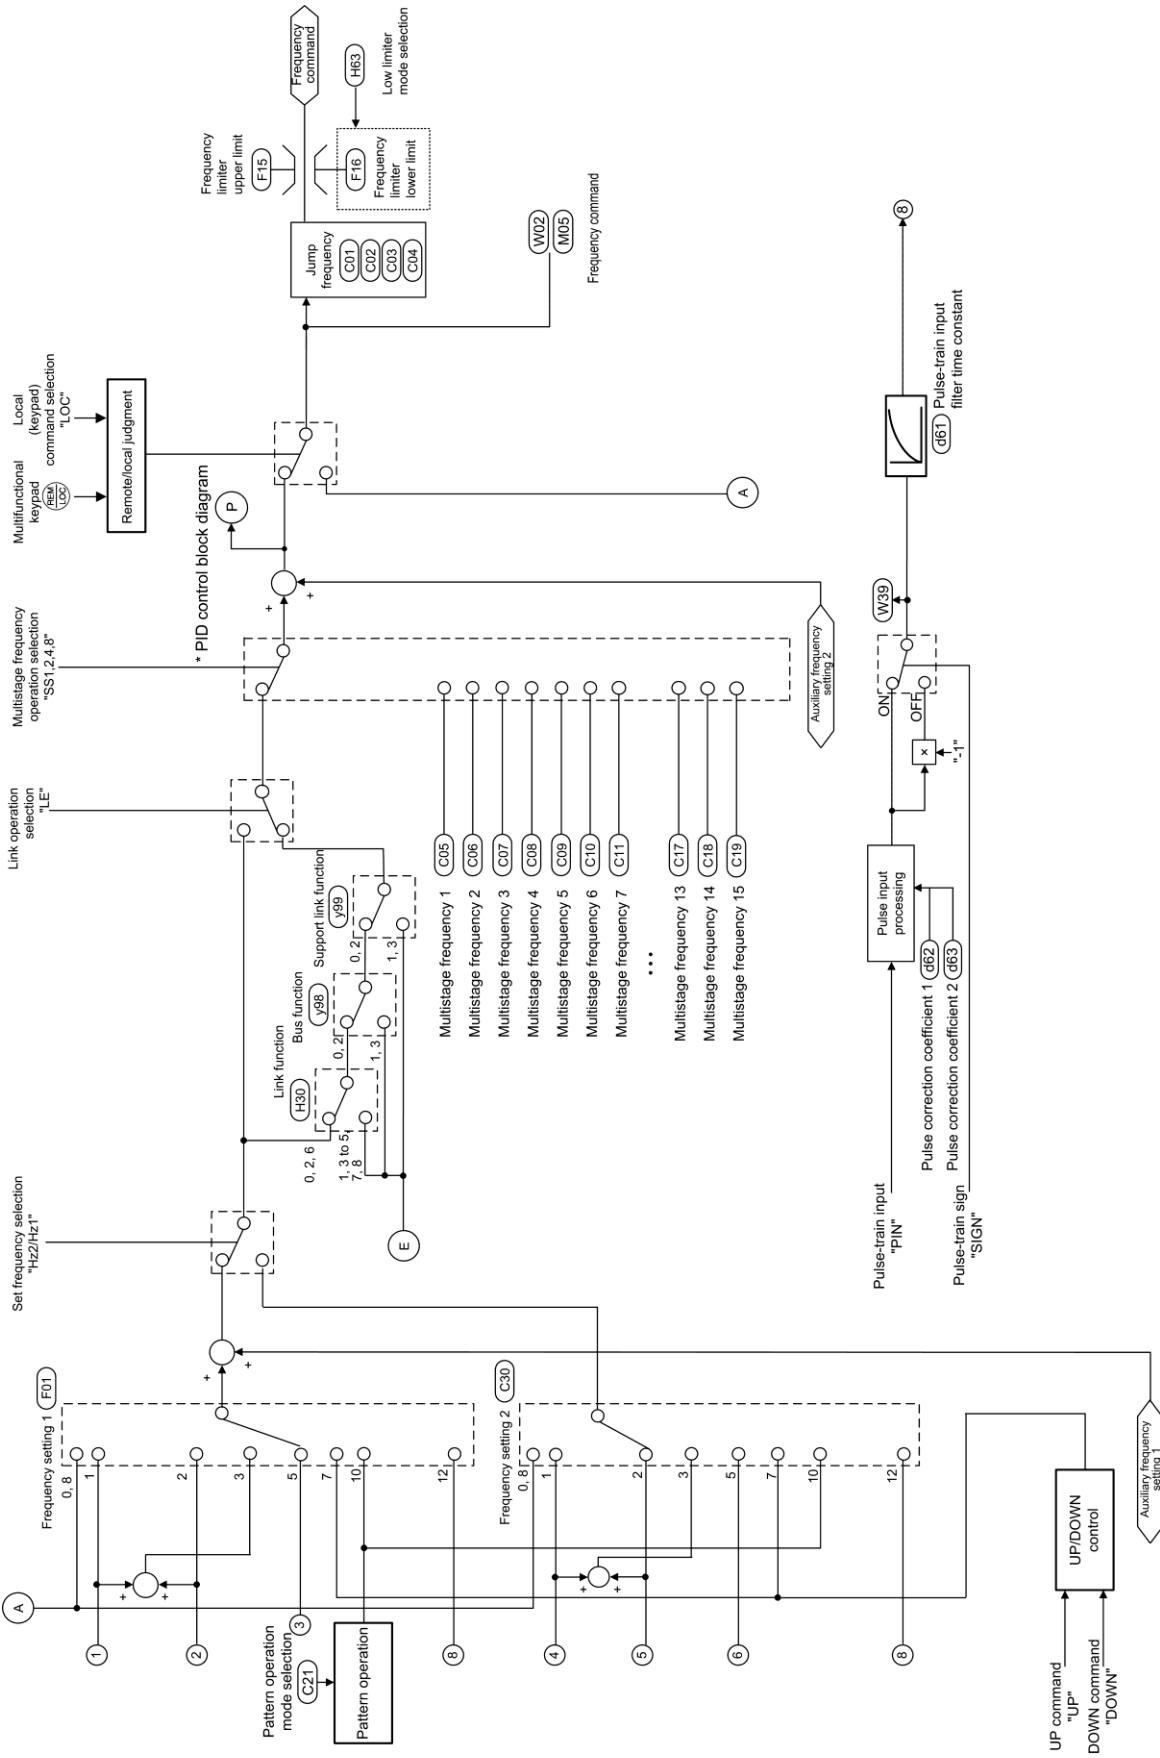 Set frequency selection
"Hz2/Hz1"
Link operation
selection
"LE"
Multistage frequency
operation selection
"SS1,2,4,8"
Multifunctional
keypad
REM
LOC
Local
(keypad)
command selection
"LOC"
Remote/local judgment
* PID control block diagram
P
A
Frequency setting 1
F01
0, 8
1
2
3
5
7
10
12
1
2
3
8
+
+
+
+
Pattern operation
mode selection
C21
Pattern operation
Frequency setting 2
C30
0, 8
1
2
3
5
7
10
12
4
5
6
8
+
+
UP command
"UP"
DOWN command
"DOWN"
UP/DOWN
control
Auxiliary frequency
setting 1
Link function
H30
0, 2, 6
1, 3 to 5,
7, 8
Bus function
y98
0, 2
1, 3
Support link function
y99
0, 2
1, 3
E
Multistage frequency 1
C05
Multistage frequency 2
C06
Multistage frequency 3
C07
Multistage frequency 4
C08
Multistage frequency 5
C09
Multistage frequency 6
C10
Multistage frequency 7
C11
...
Multistage frequency 13
C17
Multistage frequency 14
C18
Multistage frequency 15
C19
+
+
Auxiliary frequency
setting 2
A
Jump
frequency
C01
C02
C03
C04
Frequency
limiter
upper limit
F15
F16
Frequency
limiter
lower limit
H63
Low limiter
mode selection
Frequency
command
W02
M05
Frequency command
Pulse-train input
"PIN"
Pulse input
processing
Pulse correction coefficient 1
d62
Pulse correction coefficient 2
d63
Pulse-train sign
"SIGN"
×
"-1"
ON
OFF
W39
d61
Pulse-train input
filter time constant
8